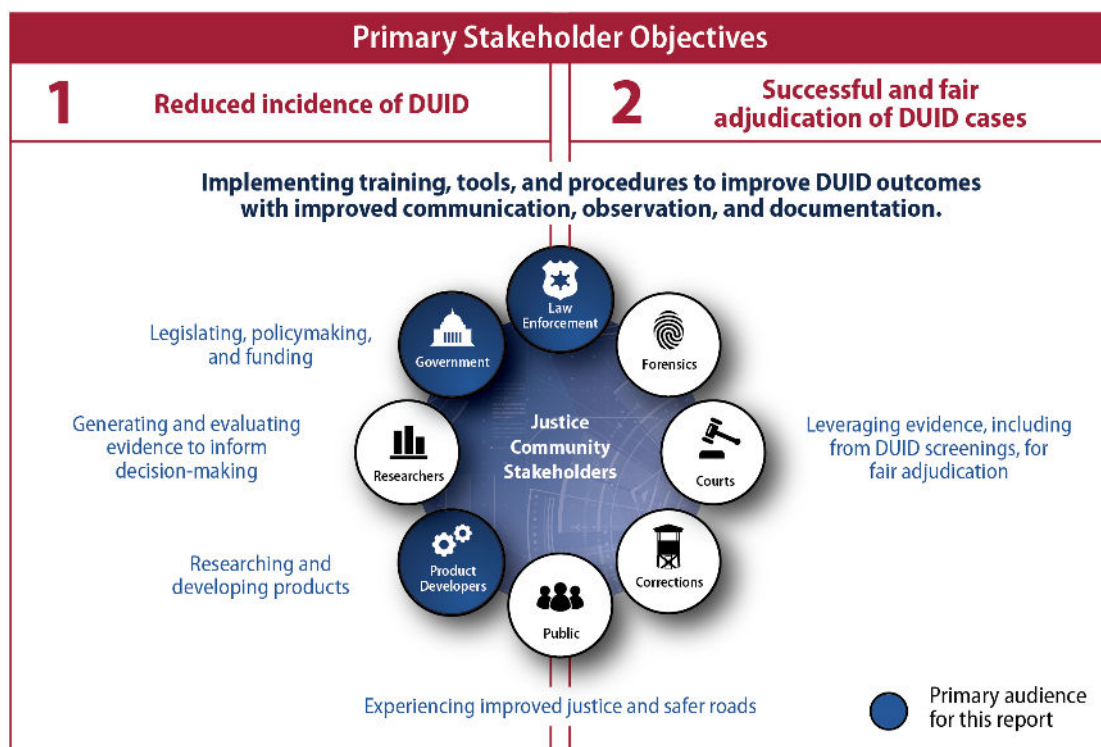 Primary Stakeholder Objectives
1
Reduced incidence of DUID
2
Successful and fair
adjudication of DUID cases
Implementing training, tools, and procedures to improve DUID outcomes
with improved communication, observation, and documentation.
Law
Enforcement
Government
Forensics
Legislating, policymaking,
and funding
Justice
Community
Stakeholders
Researchers
Generating and evaluating
evidence to inform
decision-making
Courts
Leveraging evidence, including
from DUID screenings, for
fair adjudication
Product
Developers
Researching and
developing products
Corrections
Public
Experiencing improved justice and safer roads
Primary audience
for this report